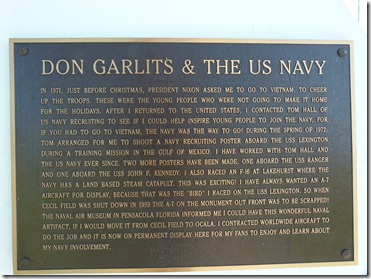 DON GARLITS & THE US NAVY
IN 1971, JUST BEFORE CHRISTMAS, PRESIDENT NIXON ASKED ME TO GO TO VIETNAM, TO CHEER
UP THE TROOPS. THESE WERE THE YOUNG PEOPLE WHO WERE NOT GOING TO MAKE IT HOME
FOR THE HOLIDAYS. AFTER I RETURNED TO THE UNITED STATES, I CONTACTED TOM HALL OF
US NAVY RECRUITING TO SEE IF I COULD HELP INSPIRE YOUNG PEOPLE TO JOIN THE NAVY, FOR
IF YOU HAD TO GO TO VIETNAM, THE NAVY WAS THE WAY TO GO! DURING THE SPRING OF 1972,
TOM ARRANGED FOR ME TO SHOOT A NAVY RECRUITING POSTER ABOARD THE USS LEXINGTON
DURING A TRAINING MISSION IN THE GULF OF MEXICO. I HAVE WORKED WITH TOM HALL AND
THE US NAVY EVER SINCE. TWO MORE POSTERS HAVE BEEN MADE, ONE ABOARD THE USS RANGER
AND ONE ABOARD THE USS JOHN F. KENNEDY. I ALSO RACED AN F-16 AT LAKEHURST WHERE THE
NAVY HAS A LAND BASED STEAM CATAPULT. THIS WAS EXCITING! I HAVE ALWAYS WANTED AN A-7
AIRCRAFT FOR DISPLAY, BECAUSE THAT WAS THE "BIRD" I RACED ON THE USS LEXINGTON. SO WHEN
CECIL FIELD WAS SHUT DOWN IN 1999 THE A-7 ON THE MONUMENT OUT FRONT WAS TO BE SCRAPPED!
THE NAVAL AIR MUSEUM IN PENSACOLA FLORIDA INFORMED ME I COULD HAVE THIS WONDERFUL NAVAL
ARTIFACT, IF I WOULD MOVE IT FROM CECIL FIELD TO OCALA. I CONTRACTED WORLDWIDE AIRCRAFT TO
DO THE JOB AND IT IS NOW ON PERMANENT DISPLAY HERE FOR MY FANS TO ENJOY AND LEARN ABOUT
MY NAVY INVOLVEMENT.